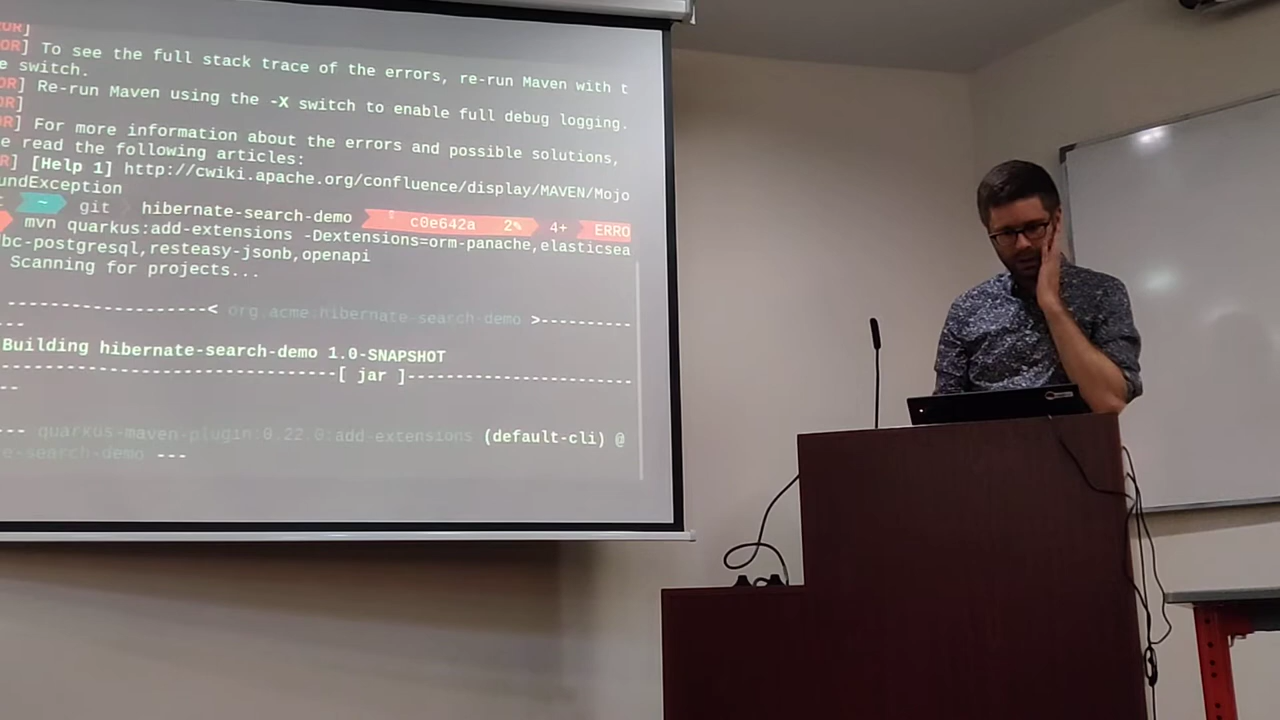 OR]
OR] To see the full stack trace of the errors, re-run Maven with t
e switch.
OR] Re-run Maven using the -X switch to enable full debug logging.
OR]
OR] For more information about the errors and possible solutions,
e read the following articles:
R] [Help 1] http://cwiki.apache.org/confluence/display/MAVEN/Mojo
undException
t ~ git hibernate-search-demo c0e642a 2% 4+ ERRO
mvn quarkus:add-extensions -Dextensions=orm-panache,elasticsea
bc-postgresql,resteasy-jsonb,openapi
Scanning for projects...
------------------< org.acme:hibernate-search-demo >----------
---
Building hibernate-search-demo 1.0-SNAPSHOT
--------------------------------[ jar ]-----------------------
--
--- quarkus-maven-plugin:0.22.0:add-extensions (default-cli) @
e-search-demo ---